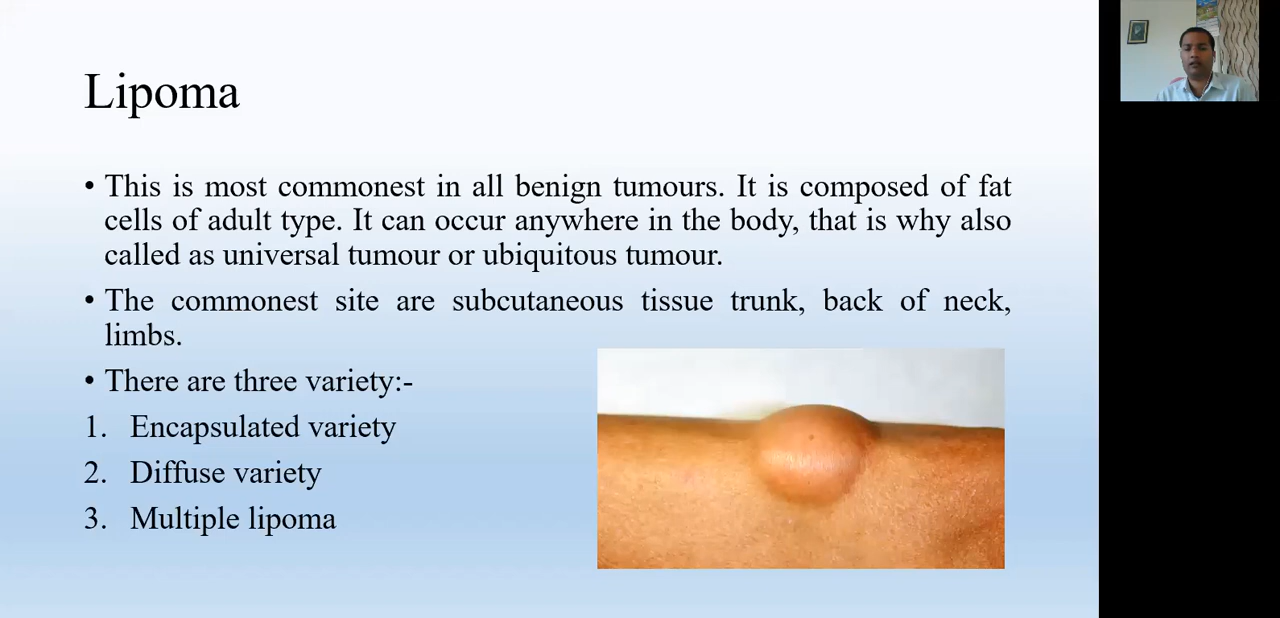 Lipoma
• This is most commonest in all benign tumours. It is composed of fat
cells of adult type. It can occur anywhere in the body, that is why also
called as universal tumour or ubiquitous tumour.
• The commonest site are subcutaneous tissue trunk, back of neck,
limbs.
• There are three variety:-
1. Encapsulated variety
2. Diffuse variety
3. Multiple lipoma